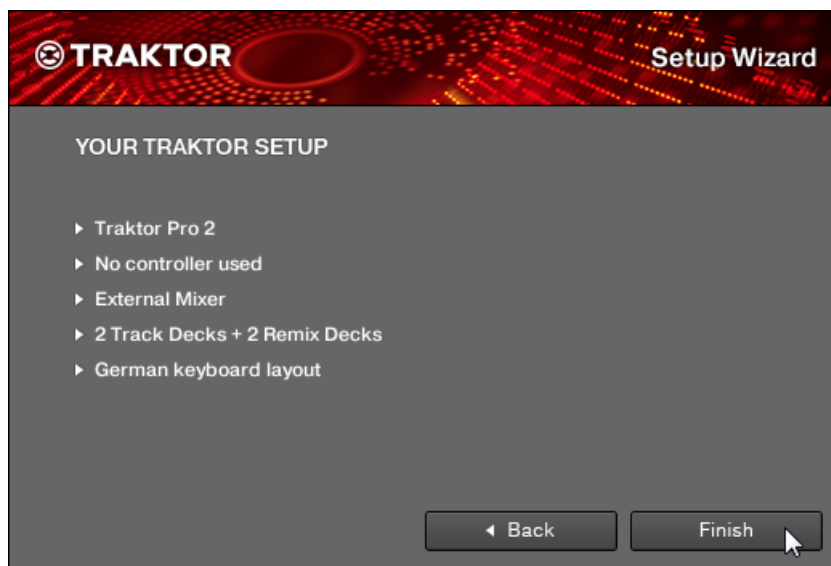 TRAKTOR
Setup Wizard
YOUR TRAKTOR SETUP
Traktor Pro 2
No controller used
External Mixer
2 Track Decks + 2 Remix Decks
German keyboard layout
Back
Finish